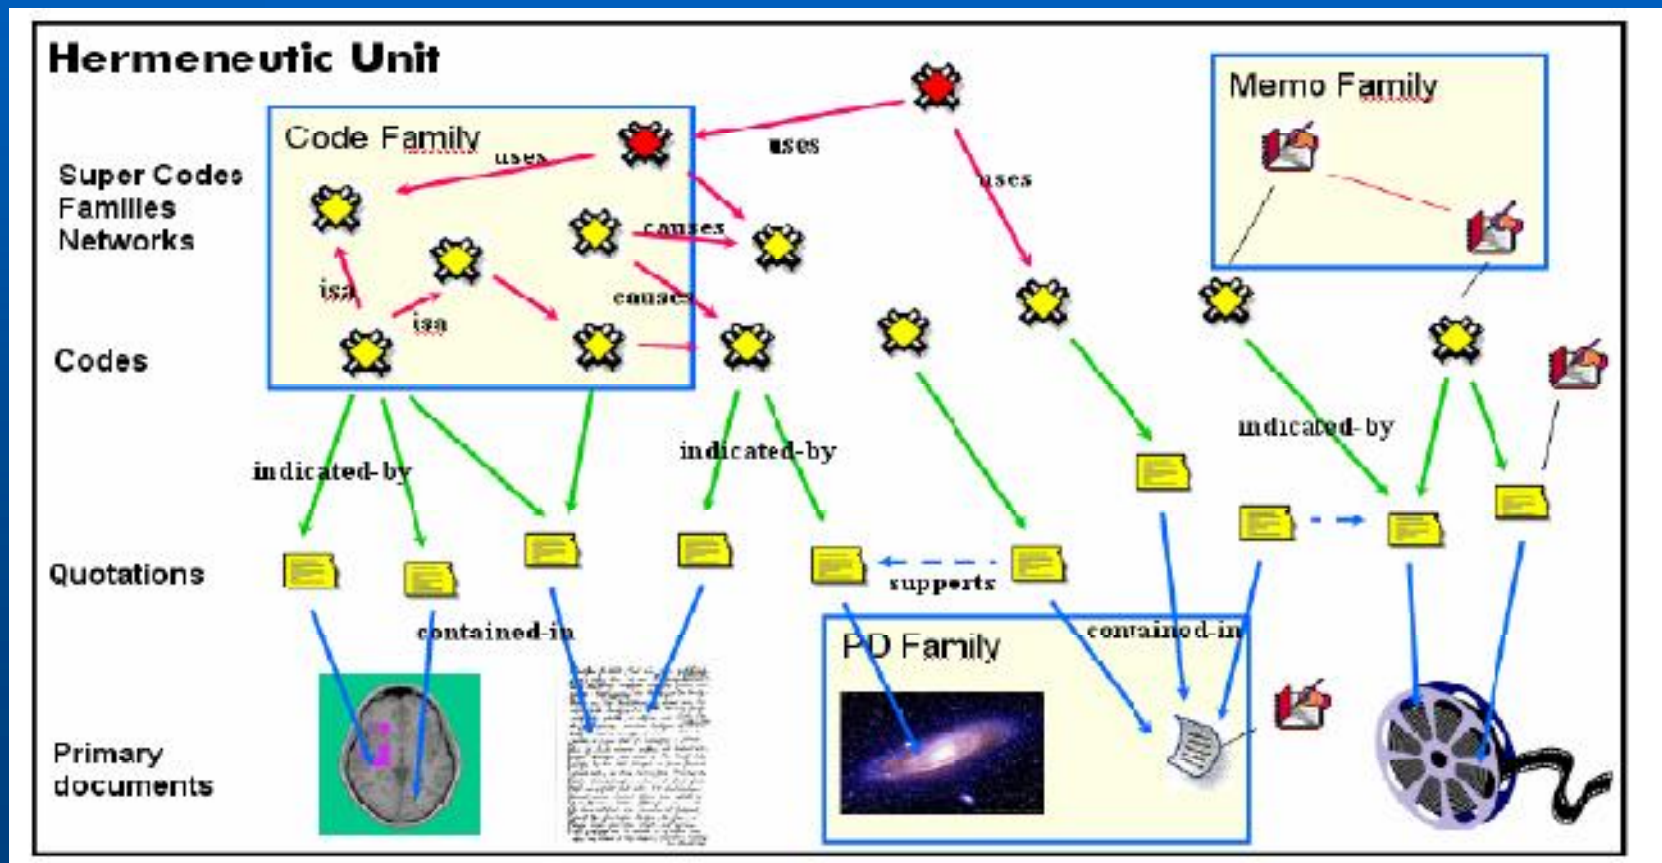 Hermeneutic Unit
Memo Family
Code Family
uses
uses
uses
Super Codes
Families
Networks
causes
isa
causes
isa
Codes
indicated-by
indicated-by
indicated-by
Quotations
supports
contained-in
contained-in
PD Family
Primary
documents